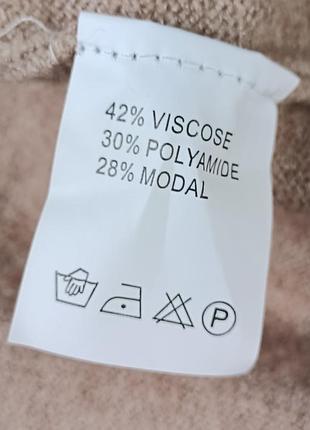 42% VISCOSE
30% POLYAMIDE
28% MODAL
P